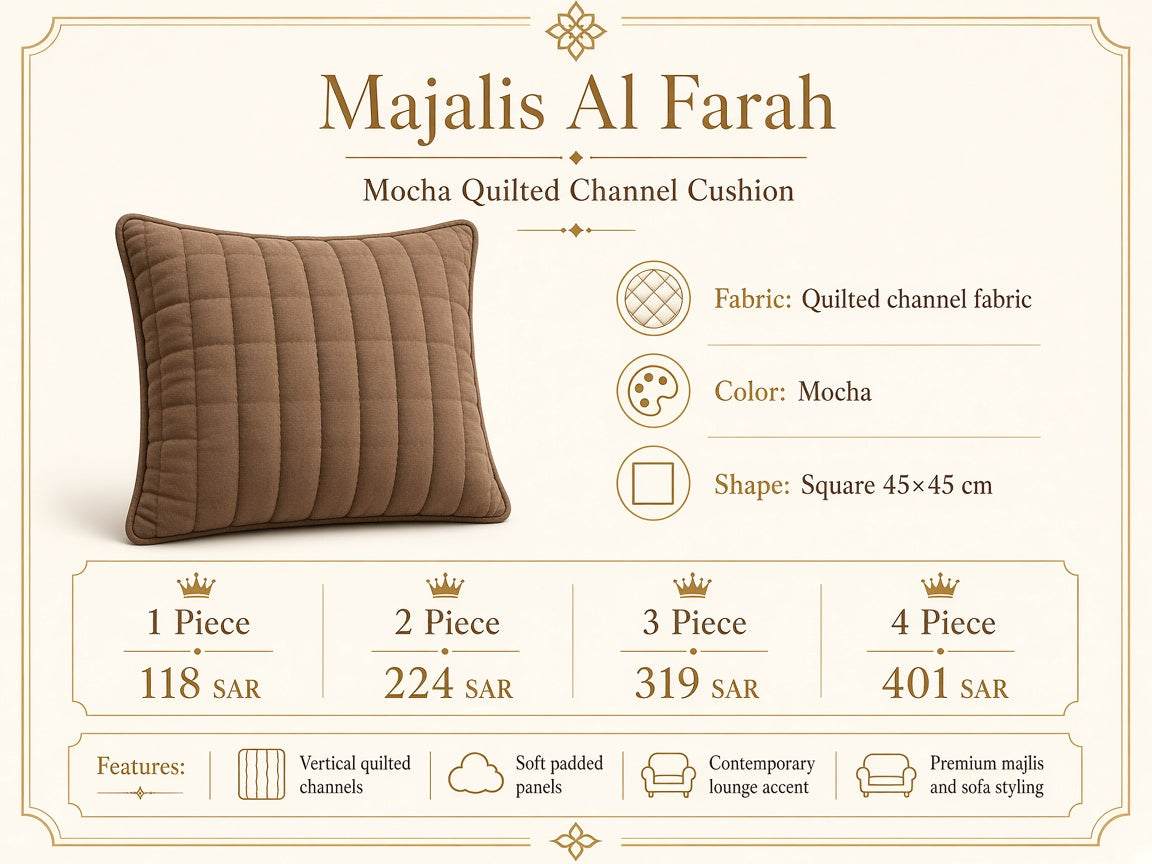 Majalis Al Farah
Mocha Quilted Channel Cushion
Fabric: Quilted channel fabric
Color: Mocha
Shape: Square 45×45 cm
1 Piece
118 SAR
2 Piece
224 SAR
3 Piece
319 SAR
4 Piece
401 SAR
Features:
Vertical quilted
channels
Soft padded
panels
Contemporary
lounge accent
Premium majlis
and sofa styling